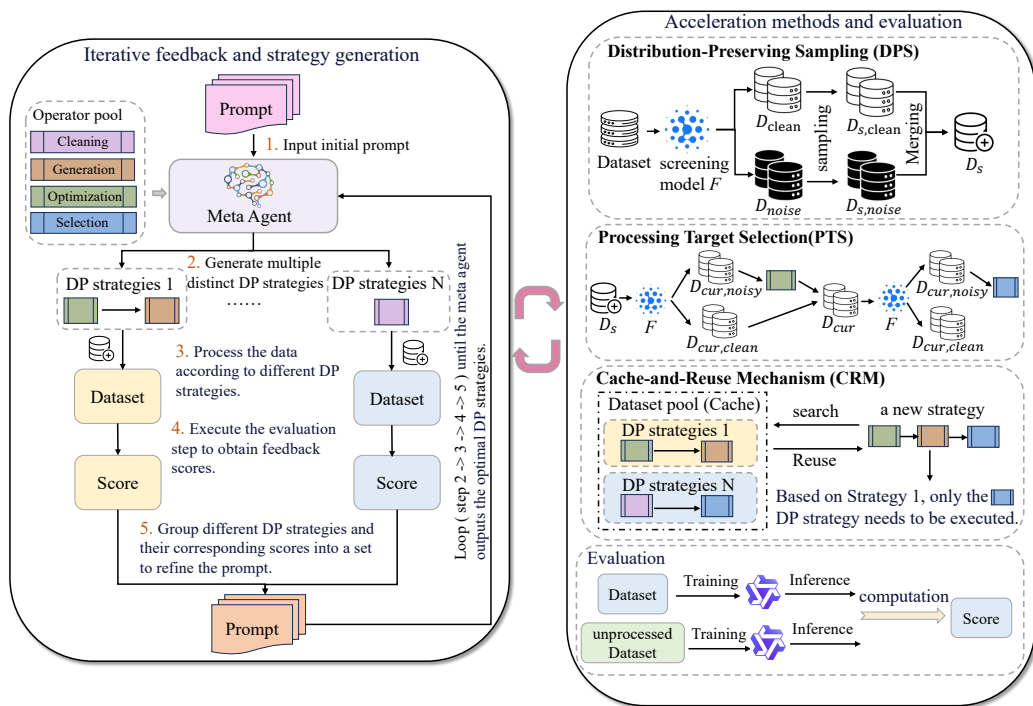 Iterative feedback and strategy generation
Prompt
Operator pool
Cleaning
Generation
Optimization
Selection
1. Input initial prompt
Meta Agent
2. Generate multiple
distinct DP strategies
……
DP strategies 1
DP strategies N
3. Process the data
according to different DP
strategies.
Dataset
Dataset
4. Execute the evaluation
step to obtain feedback
scores.
Score
Score
5. Group different DP strategies and
their corresponding scores into a set
to refine the prompt.
Prompt
Loop ( step 2 -> 3 -> 4 -> 5 ) until the meta agent
outputs the optimal DP strategies.
Acceleration methods and evaluation
Distribution-Preserving Sampling (DPS)
Dataset
screening
model F
D_clean
D_noise
sampling
D_s,clean
D_s,noise
Merging
D_s
Processing Target Selection(PTS)
D_s
F
D_cur,noisy
D_cur,clean
D_cur
F
D_cur,noisy
D_cur,clean
Cache-and-Reuse Mechanism (CRM)
Dataset pool (Cache)
DP strategies 1
DP strategies N
search
Reuse
a new strategy
Based on Strategy 1, only the
DP strategy needs to be executed.
Evaluation
Dataset
Training
Inference
unprocessed
Dataset
Training
Inference
computation
Score